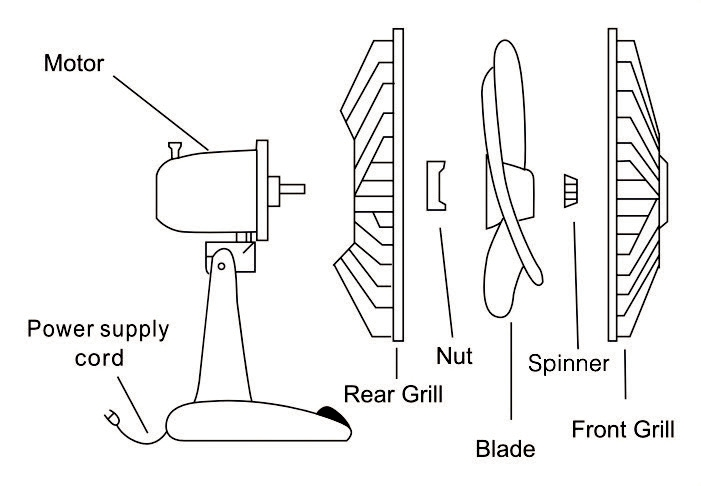 Motor
Power supply
cord
Rear Grill
Nut
Blade
Spinner
Front Grill